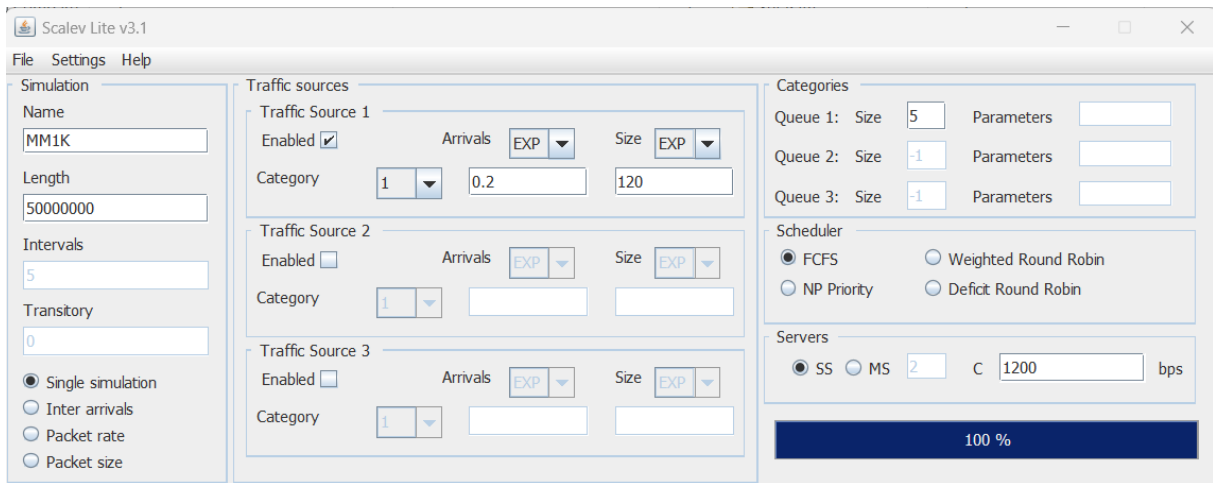 Scalev Lite v3.1
File Settings Help
Simulation
Name
MM1K
Length
50000000
Intervals
5
Transitory
0
Single simulation
Inter arrivals
Packet rate
Packet size
Traffic sources
Traffic Source 1
Enabled Arrivals EXP Size EXP
Category 1 0.2 120
Traffic Source 2
Enabled Arrivals EXP Size EXP
Category 1
Traffic Source 3
Enabled Arrivals EXP Size EXP
Category 1
Categories
Queue 1: Size 5 Parameters
Queue 2: Size -1 Parameters
Queue 3: Size -1 Parameters
Scheduler
FCFS Weighted Round Robin
NP Priority Deficit Round Robin
Servers
SS MS 2 C 1200 bps
100 %